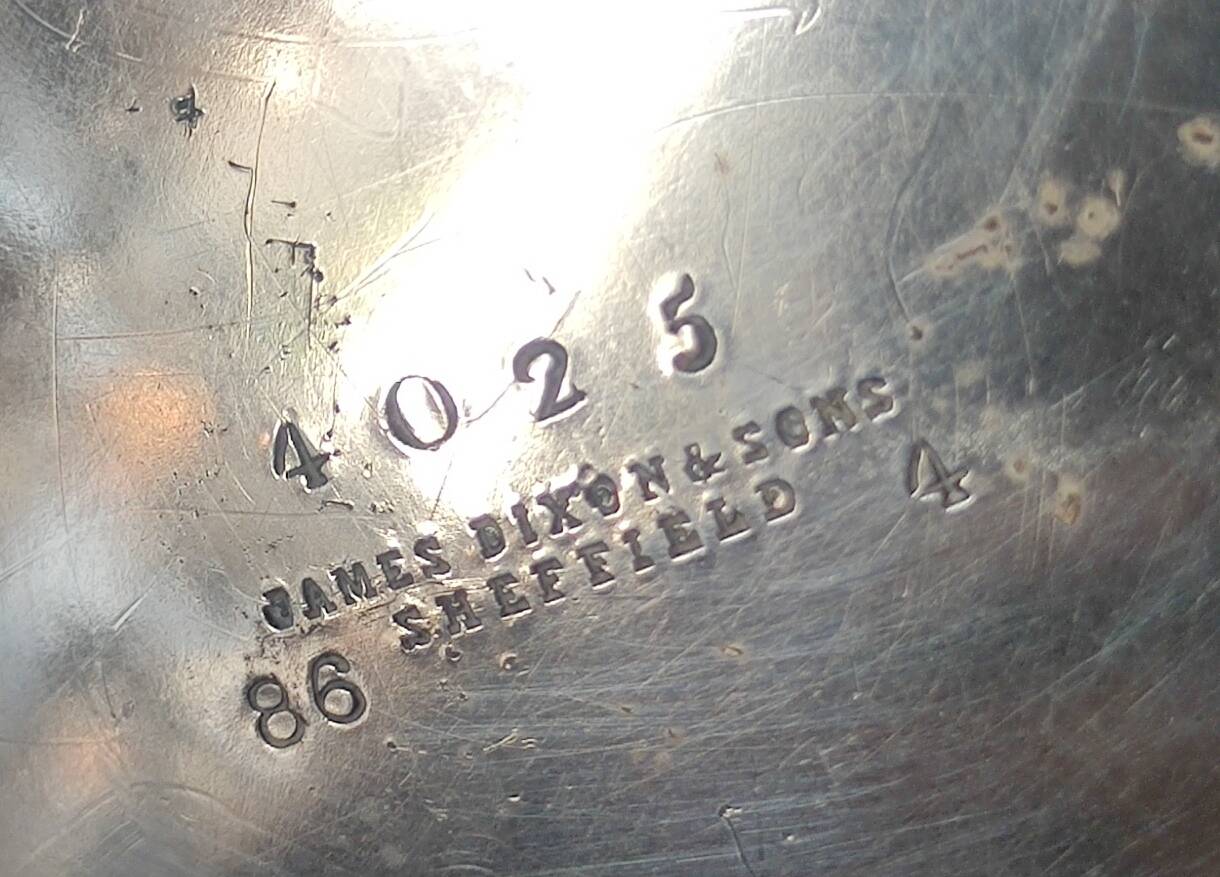 4025
JAMES DIXON & SONS
SHEFFIELD 4
86